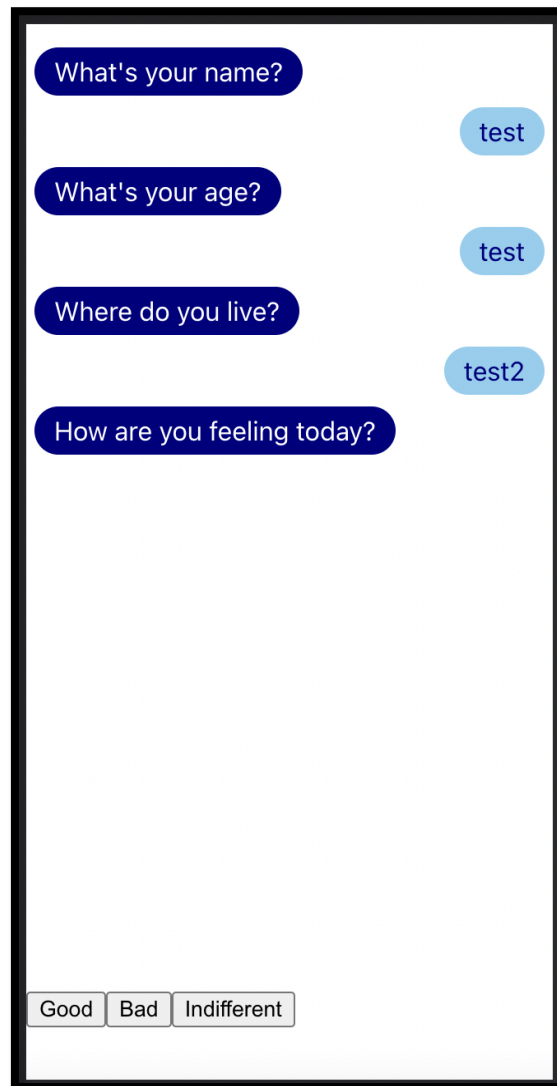 What's your name?
test
What's your age?
test
Where do you live?
test2
How are you feeling today?
Good Bad Indifferent